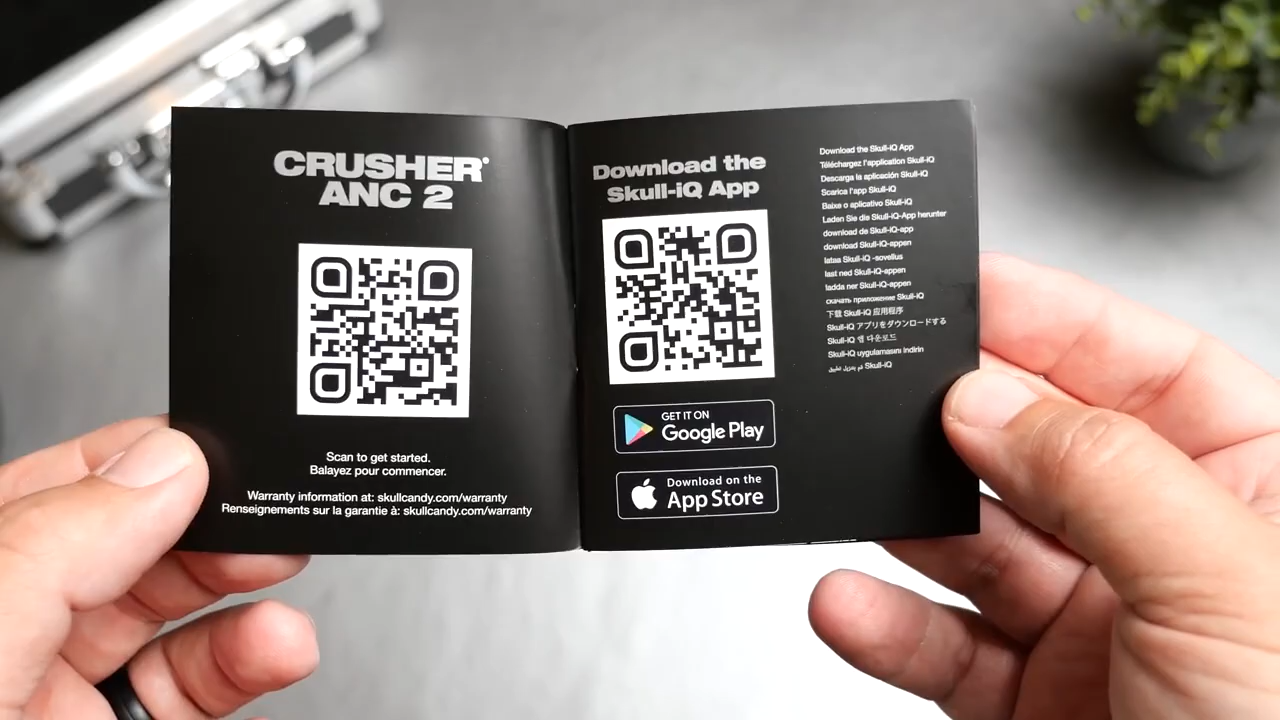 CRUSHER®
ANC 2
Scan to get started.
Balayez pour commencer.
Warranty information at: skullcandy.com/warranty
Renseignements sur la garantie à: skullcandy.com/warranty
Download the
Skull-iQ App
GET IT ON
Google Play
Download on the
App Store
Download the Skull-iQ App
Téléchargez l'application Skull-iQ
Descarga la aplicación Skull-iQ
Scarica l'app Skull-iQ
Baixe o aplicativo Skull-iQ
Laden Sie die Skull-iQ-App herunter
download de Skull-iQ-app
download Skull-iQ-appen
lataa Skull-iQ -sovellus
last ned Skull-iQ-appen
ladda ner Skull-iQ-appen
скачать приложение Skull-iQ
下载 Skull-iQ 应用程序
Skull-iQ アプリをダウンロードする
Skull-iQ 앱 다운로드
Skull-iQ uygulamasını indirin
Skull-iQ